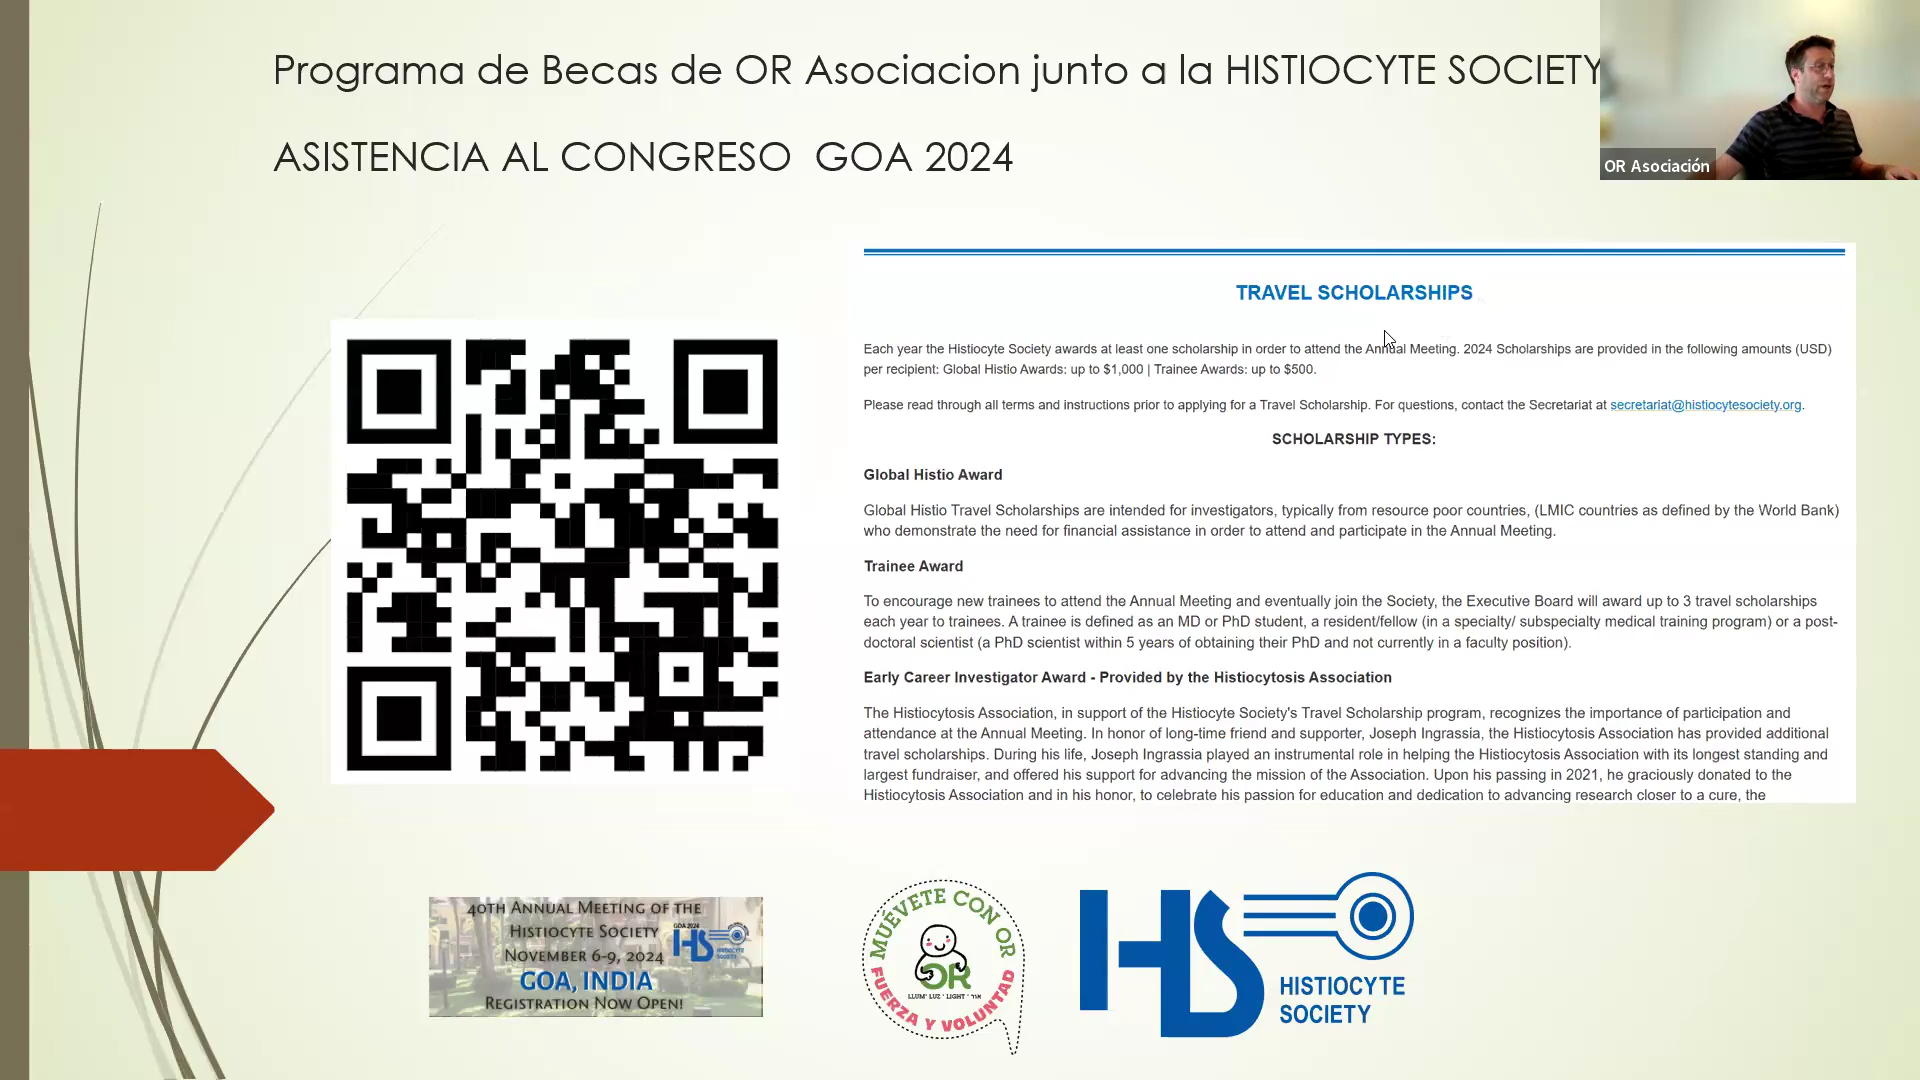 Programa de Becas de OR Asociacion junto a la HISTIOCYTE SOCIETY
ASISTENCIA AL CONGRESO GOA 2024
OR Asociación
TRAVEL SCHOLARSHIPS
Each year the Histiocyte Society awards at least one scholarship in order to attend the Annual Meeting. 2024 Scholarships are provided in the following amounts (USD)
per recipient: Global Histio Awards: up to $1,000 | Trainee Awards: up to $500.
Please read through all terms and instructions prior to applying for a Travel Scholarship. For questions, contact the Secretariat at secretariat@histiocytesociety.org.
SCHOLARSHIP TYPES:
Global Histio Award
Global Histio Travel Scholarships are intended for investigators, typically from resource poor countries, (LMIC countries as defined by the World Bank)
who demonstrate the need for financial assistance in order to attend and participate in the Annual Meeting.
Trainee Award
To encourage new trainees to attend the Annual Meeting and eventually join the Society, the Executive Board will award up to 3 travel scholarships
each year to trainees. A trainee is defined as an MD or PhD student, a resident/fellow (in a specialty/ subspecialty medical training program) or a post-
doctoral scientist (a PhD scientist within 5 years of obtaining their PhD and not currently in a faculty position).
Early Career Investigator Award - Provided by the Histiocytosis Association
The Histiocytosis Association, in support of the Histiocyte Society's Travel Scholarship program, recognizes the importance of participation and
attendance at the Annual Meeting. In honor of long-time friend and supporter, Joseph Ingrassia, the Histiocytosis Association has provided additional
travel scholarships. During his life, Joseph Ingrassia played an instrumental role in helping the Histiocytosis Association with its longest standing and
largest fundraiser, and offered his support for advancing the mission of the Association. Upon his passing in 2021, he graciously donated to the
Histiocytosis Association and in his honor, to celebrate his passion for education and dedication to advancing research closer to a cure, the
40TH ANNUAL MEETING OF THE
HISTIOCYTE SOCIETY
NOVEMBER 6-9, 2024
GOA, INDIA
REGISTRATION NOW OPEN!
GOA 2024
HS
HISTIOCYTE
SOCIETY
MUÉVETE CON OR
OR
LLUM · LUZ · LIGHT · אור
FUERZA Y VOLUNTAD
HS
HISTIOCYTE
SOCIETY